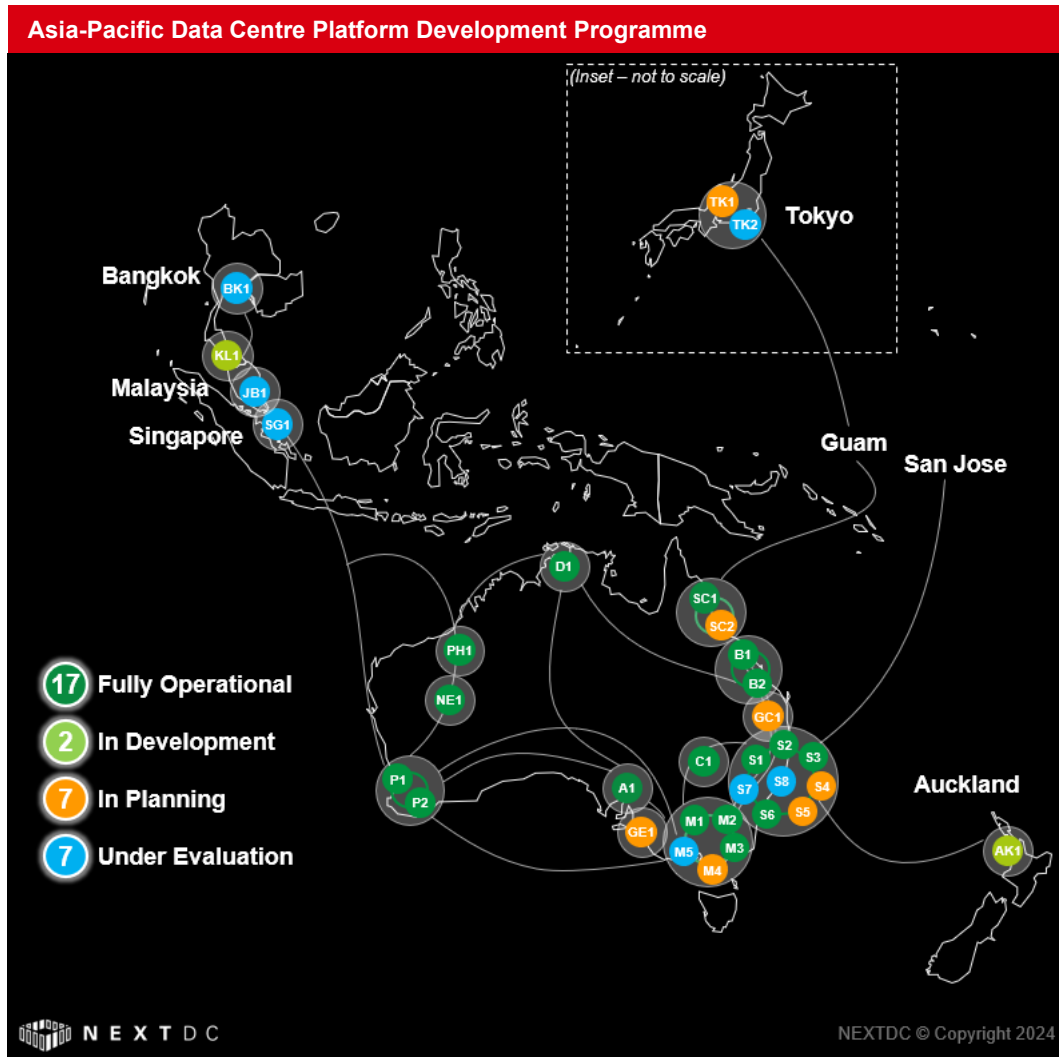 Asia-Pacific Data Centre Platform Development Programme
(Inset – not to scale)
TK1
TK2
Tokyo
Bangkok
BK1
KL1
Malaysia
JB1
Singapore
SG1
Guam
San Jose
D1
SC1
SC2
PH1
B1
B2
NE1
GC1
S2
C1
S1
S3
P1
P2
A1
S7
S8
S4
Auckland
GE1
M1
M2
S6
S5
M5
M3
M4
AK1
17 Fully Operational
2 In Development
7 In Planning
7 Under Evaluation
NEXTDC
NEXTDC © Copyright 2024